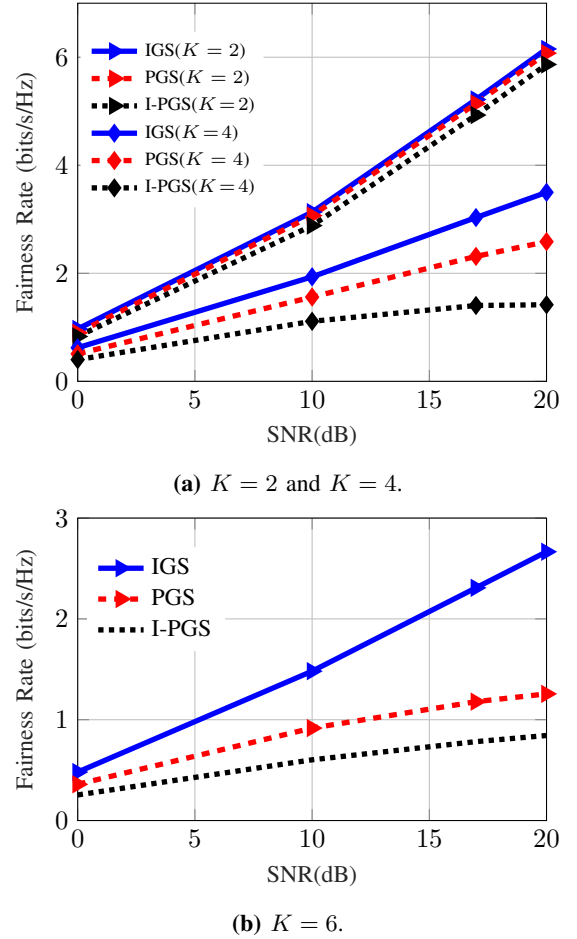 6
4
2
0
Fairness Rate (bits/s/Hz)
IGS(K = 2)
PGS(K = 2)
I-PGS(K=2)
IGS(K=4)
PGS(K = 4)
I-PGS(K=4)
0
5
10
15
20
SNR(dB)
(a) K = 2 and K = 4.
3
2
1
0
Fairness Rate (bits/s/Hz)
IGS
PGS
I-PGS
0
5
10
15
20
SNR(dB)
(b) K = 6.